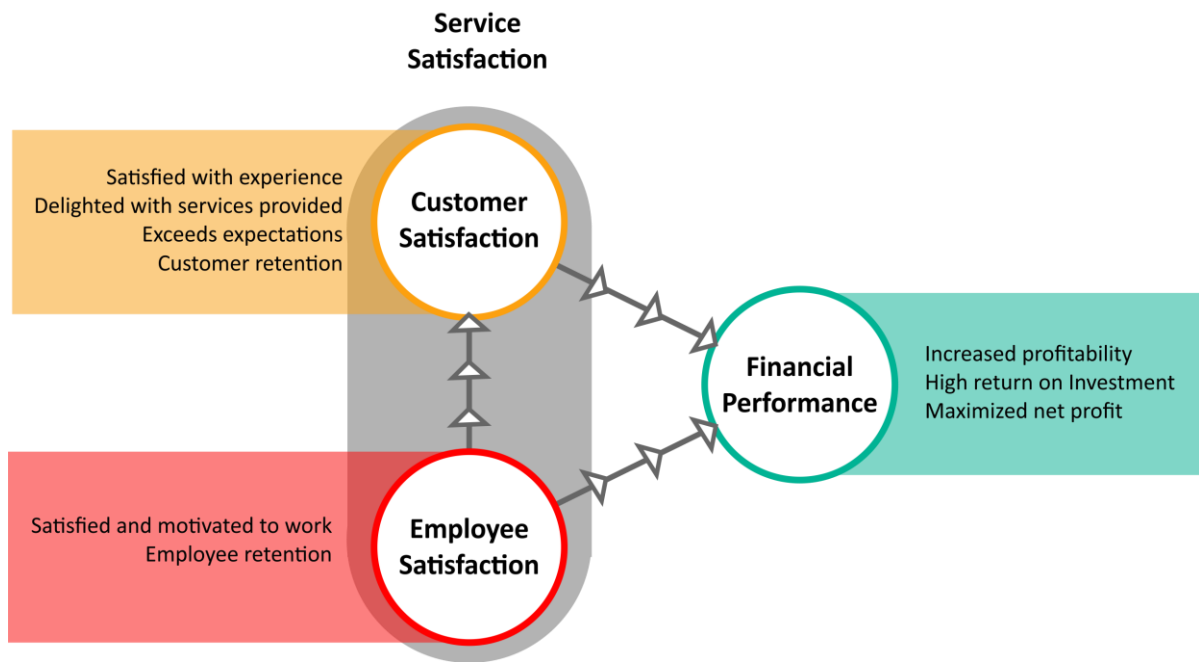 Service
Satisfaction
Satisfied with experience
Delighted with services provided
Exceeds expectations
Customer retention
Customer
Satisfaction
Financial
Performance
Increased profitability
High return on Investment
Maximized net profit
Satisfied and motivated to work
Employee retention
Employee
Satisfaction